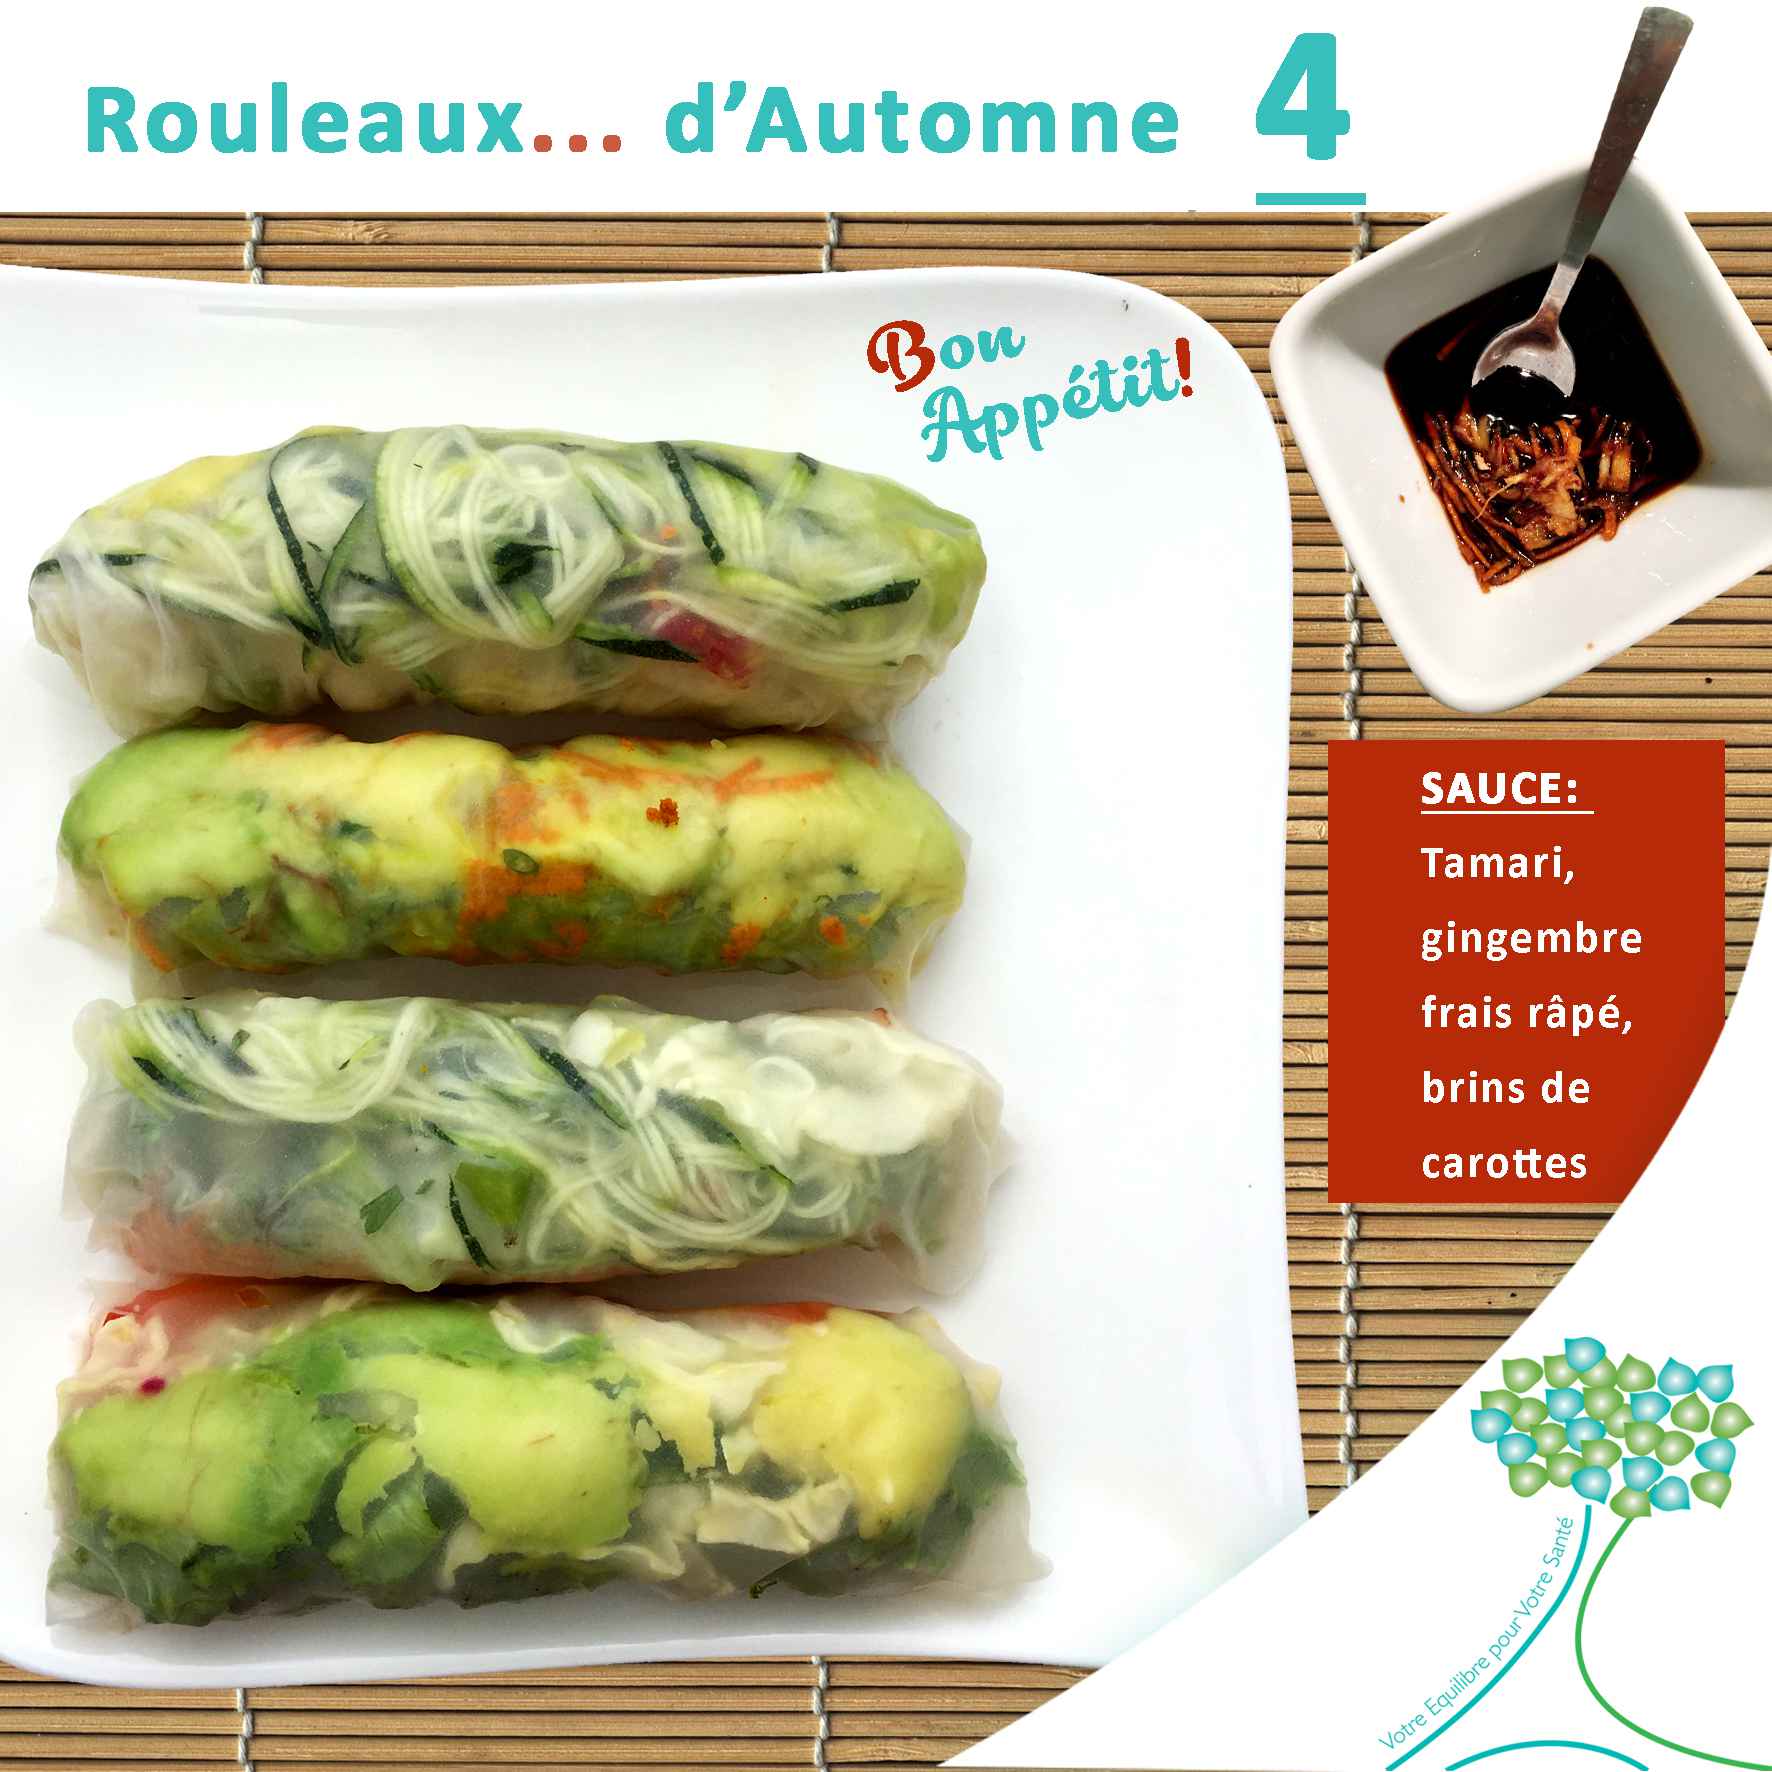 Rouleaux... d’Automne 4
Bon
Appétit!
SAUCE:
Tamari,
gingembre
frais râpé,
brins de
carottes
Votre Equilibre pour Votre Santé